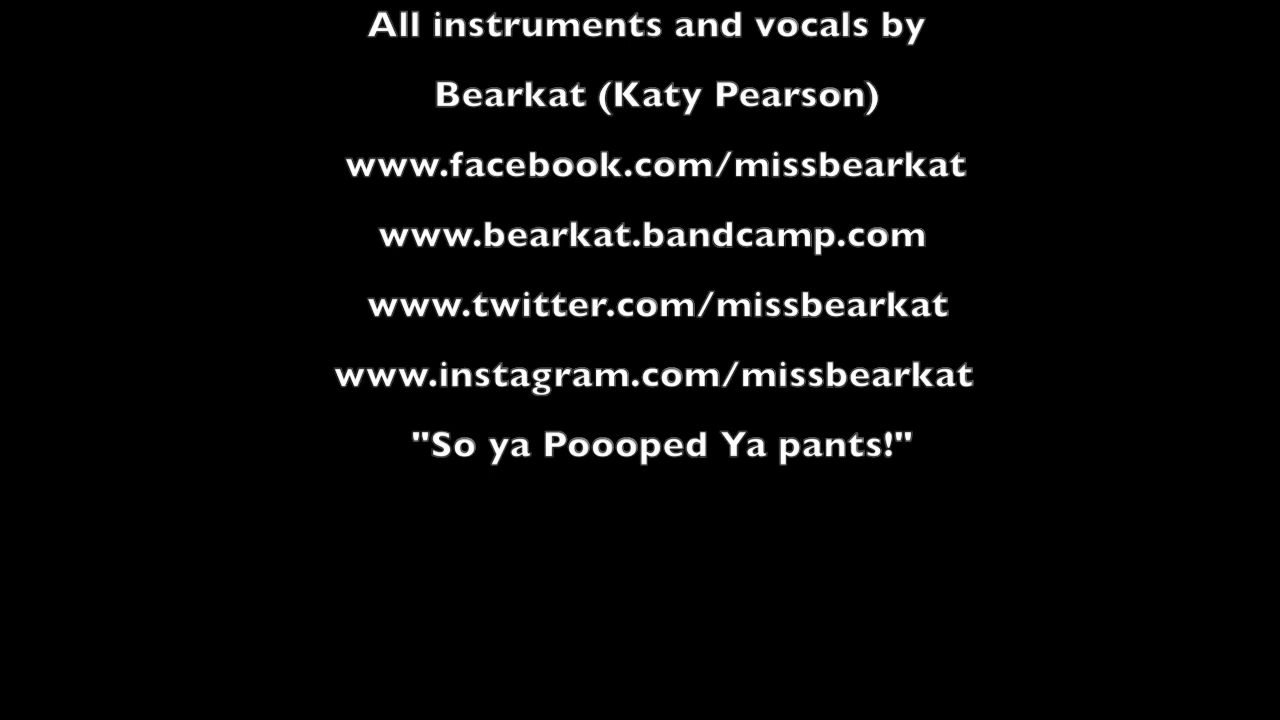 All instruments and vocals by
Bearkat (Katy Pearson)
www.facebook.com/missbearkat
www.bearkat.bandcamp.com
www.twitter.com/missbearkat
www.instagram.com/missbearkat
"So ya Poooped Ya pants!"